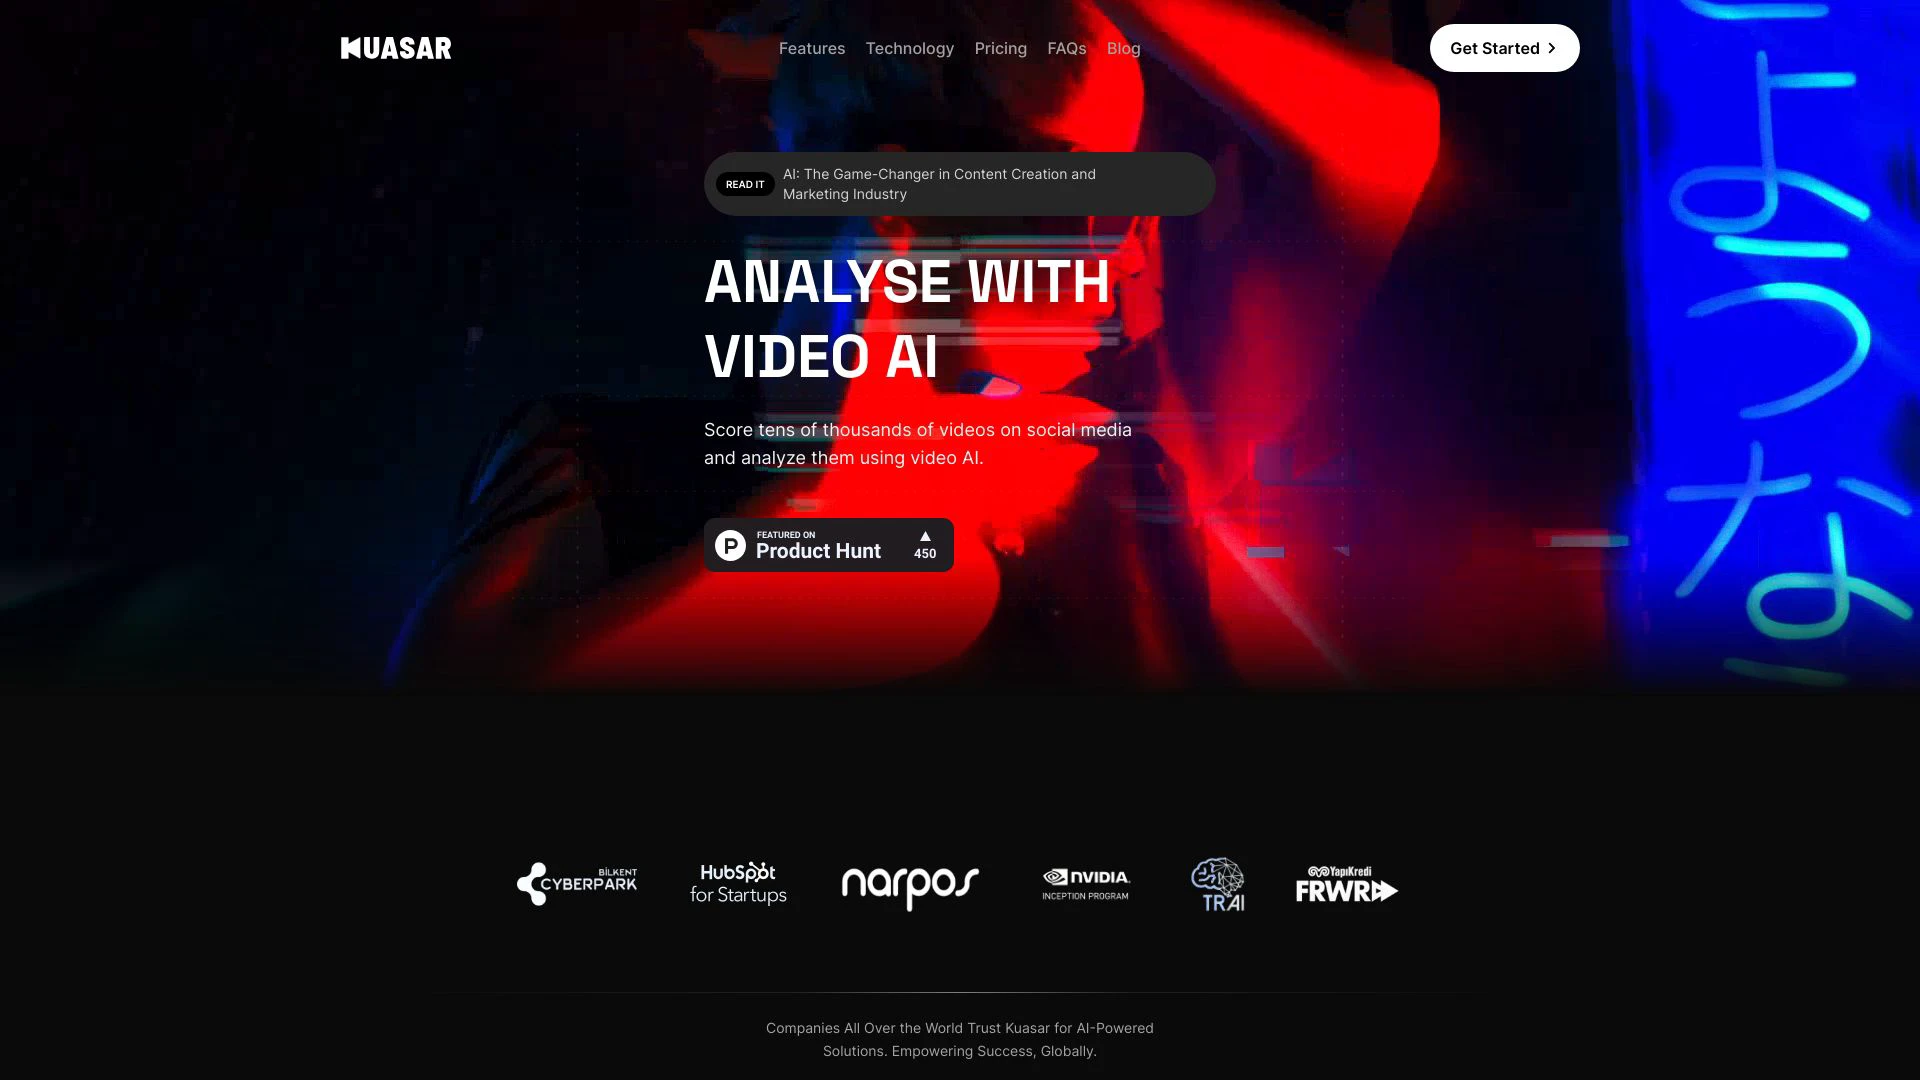 KUASAR
Features
Technology
Pricing
FAQs
Blog
Get Started
READ IT
AI: The Game-Changer in Content Creation and
Marketing Industry
ANALYSE WITH
VIDEO AI
Score tens of thousands of videos on social media
and analyze them using video AI.
P
FEATURED ON
Product Hunt
450
ような
BİLKENT
CYBERPARK
HubSpot
for Startups
narpos
NVIDIA.
INCEPTION PROGRAM
TRAI
YapıKredi
FRWRD
Companies All Over the World Trust Kuasar for AI-Powered
Solutions. Empowering Success, Globally.